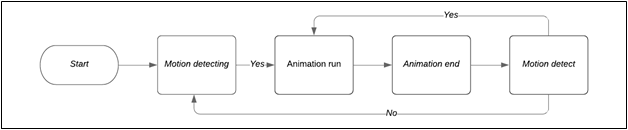 Yes
Start
Motion detecting
Yes
Animation run
Animation end
Motion detect
No